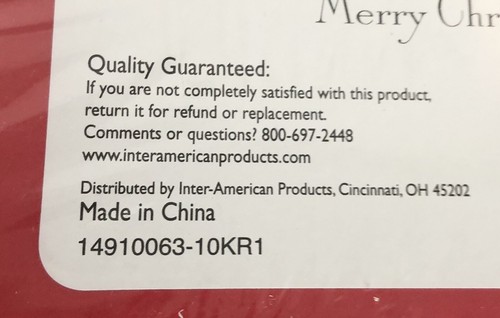 Merry Chr
Quality Guaranteed:
If you are not completely satisfied with this product,
return it for refund or replacement.
Comments or questions? 800-697-2448
www.interamericanproducts.com
Distributed by Inter-American Products, Cincinnati, OH 45202
Made in China
14910063-10KR1